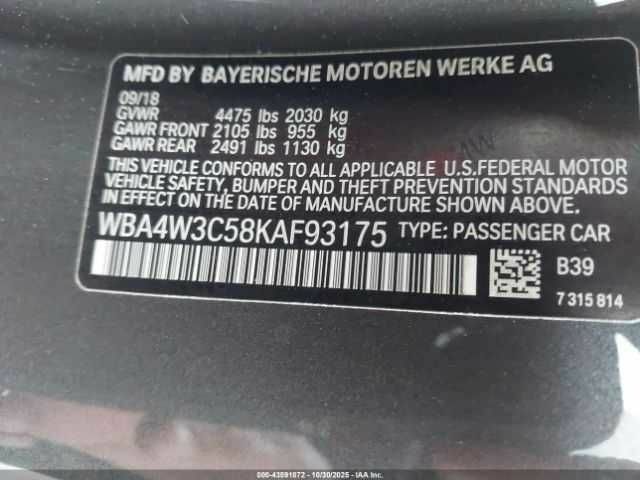 MFD BY BAYERISCHE MOTOREN WERKE AG
09/18
GVWR 4475 lbs 2030 kg
GAWR FRONT 2105 lbs 955 kg
GAWR REAR 2491 lbs 1130 kg
THIS VEHICLE CONFORMS TO ALL APPLICABLE U.S.FEDERAL MOTOR
VEHICLE SAFETY, BUMPER AND THEFT PREVENTION STANDARDS
IN EFFECT ON THE DATE OF MANUFACTURE SHOWN ABOVE.
WBA4W3C58KAF93175 TYPE: PASSENGER CAR
B39
7 315 814
000-43591872 • 10/30/2025 • IAA Inc.